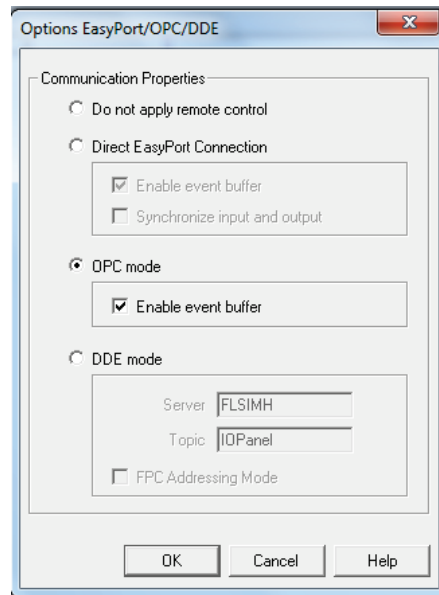 Options EasyPort/OPC/DDE
Communication Properties
Do not apply remote control
Direct EasyPort Connection
Enable event buffer
Synchronize input and output
OPC mode
Enable event buffer
DDE mode
Server FLSIMH
Topic IOPanel
FPC Addressing Mode
OK Cancel Help